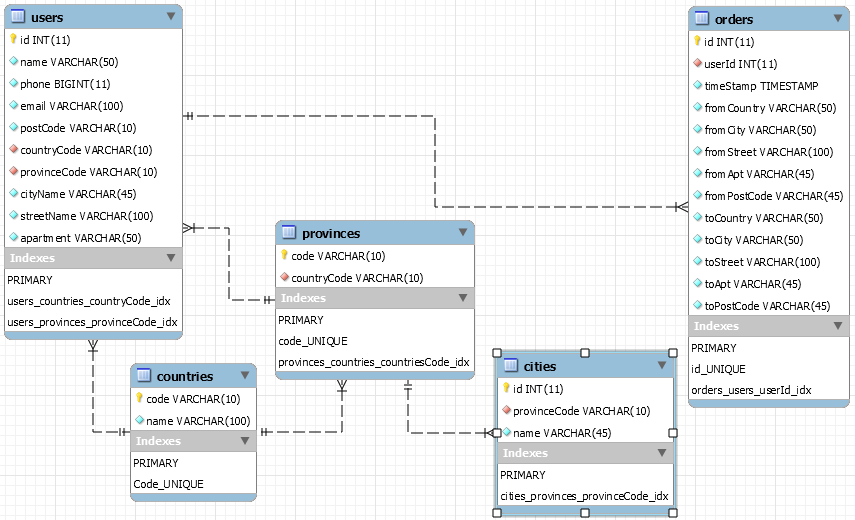 users
id INT(11)
name VARCHAR(50)
phone BIGINT(11)
email VARCHAR(100)
postCode VARCHAR(10)
countryCode VARCHAR(10)
provinceCode VARCHAR(10)
cityName VARCHAR(45)
streetName VARCHAR(100)
apartment VARCHAR(50)
Indexes
PRIMARY
users_countries_countryCode_idx
users_provinces_provinceCode_idx
countries
code VARCHAR(10)
name VARCHAR(100)
Indexes
PRIMARY
Code_UNIQUE
provinces
code VARCHAR(10)
countryCode VARCHAR(10)
Indexes
PRIMARY
code_UNIQUE
provinces_countries_countriesCode_idx
cities
id INT(11)
provinceCode VARCHAR(10)
name VARCHAR(45)
Indexes
PRIMARY
cities_provinces_provinceCode_idx
orders
id INT(11)
userId INT(11)
timeStamp TIMESTAMP
fromCountry VARCHAR(50)
fromCity VARCHAR(50)
fromStreet VARCHAR(100)
fromApt VARCHAR(45)
fromPostCode VARCHAR(45)
toCountry VARCHAR(50)
toCity VARCHAR(50)
toStreet VARCHAR(100)
toApt VARCHAR(45)
toPostCode VARCHAR(45)
Indexes
PRIMARY
id_UNIQUE
orders_users_userId_idx